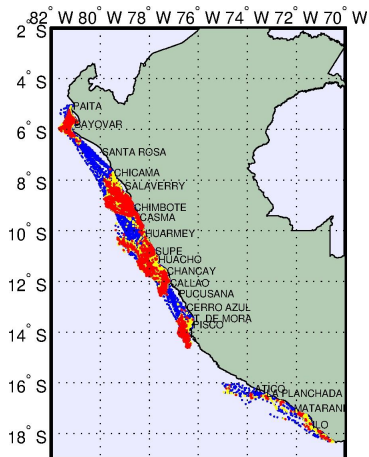 82° W 80° W 78° W 76° W 74° W 72° W 70° W
2° S
4° S
PAITA
6° S
BAYOVAR
SANTA ROSA
8° S
CHICAMA
SALAVERRY
CHIMBOTE
CASMA
10° S
HUARMEY
SUPE
HUACHO
CHANCAY
12° S
CALLAO
PUCUSANA
CERRO AZUL
T. DE MORA
PISCO
14° S
16° S
ATICO
LA PLANCHADA
MATARANI
ILO
18° S